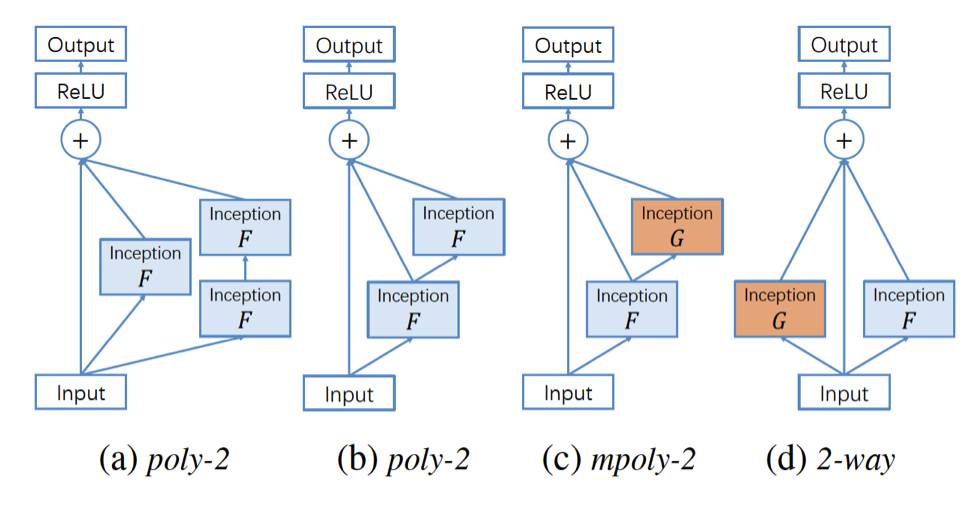 Output
ReLU
+
Inception
F
Inception
F
Inception
F
Input
(a) poly-2
Output
ReLU
+
Inception
F
Inception
F
Input
(b) poly-2
Output
ReLU
+
Inception
G
Inception
F
Input
(c) mpoly-2
Output
ReLU
+
Inception
G
Inception
F
Input
(d) 2-way